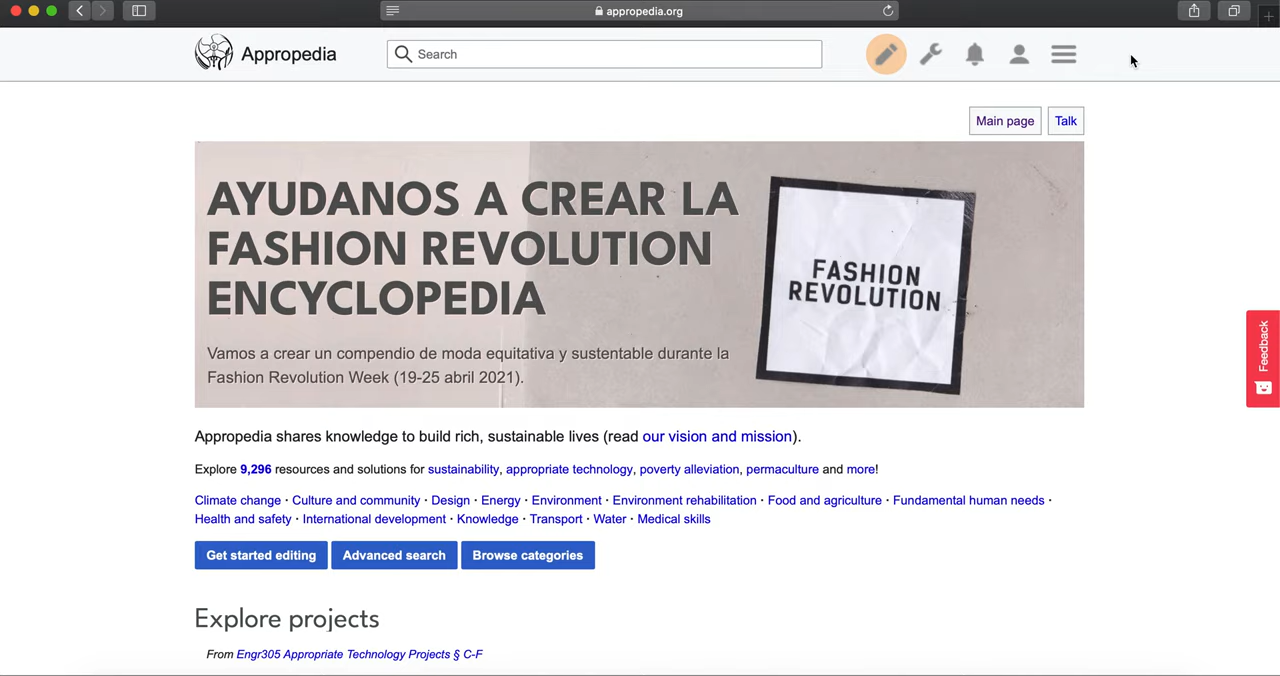 appropedia.org
Appropedia
Search
Main page
Talk
AYUDANOS A CREAR LA
FASHION REVOLUTION
ENCYCLOPEDIA
Vamos a crear un compendio de moda equitativa y sustentable durante la
Fashion Revolution Week (19-25 abril 2021).
FASHION
REVOLUTION
Feedback
Appropedia shares knowledge to build rich, sustainable lives (read our vision and mission).
Explore 9,296 resources and solutions for sustainability, appropriate technology, poverty alleviation, permaculture and more!
Climate change · Culture and community · Design · Energy · Environment · Environment rehabilitation · Food and agriculture · Fundamental human needs ·
Health and safety · International development · Knowledge · Transport · Water · Medical skills
Get started editing
Advanced search
Browse categories
Explore projects
From Engr305 Appropriate Technology Projects § C-F